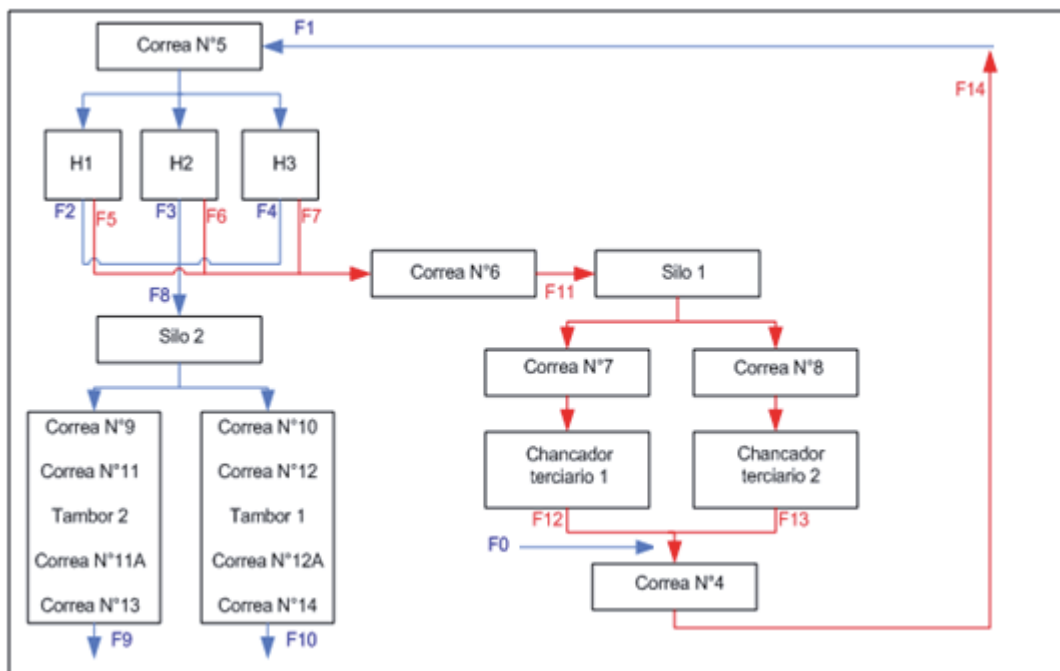 F1
Correa N°5
F14
H1
H2
H3
F2
F5
F3
F6
F4
F7
Correa N°6
F11
Silo 1
F8
Silo 2
Correa N°7
Correa N°8
Correa N°9
Correa N°11
Tambor 2
Correa N°11A
Correa N°13
Correa N°10
Correa N°12
Tambor 1
Correa N°12A
Correa N°14
Chancador
terciario 1
Chancador
terciario 2
F12
F13
F0
Correa N°4
F9
F10